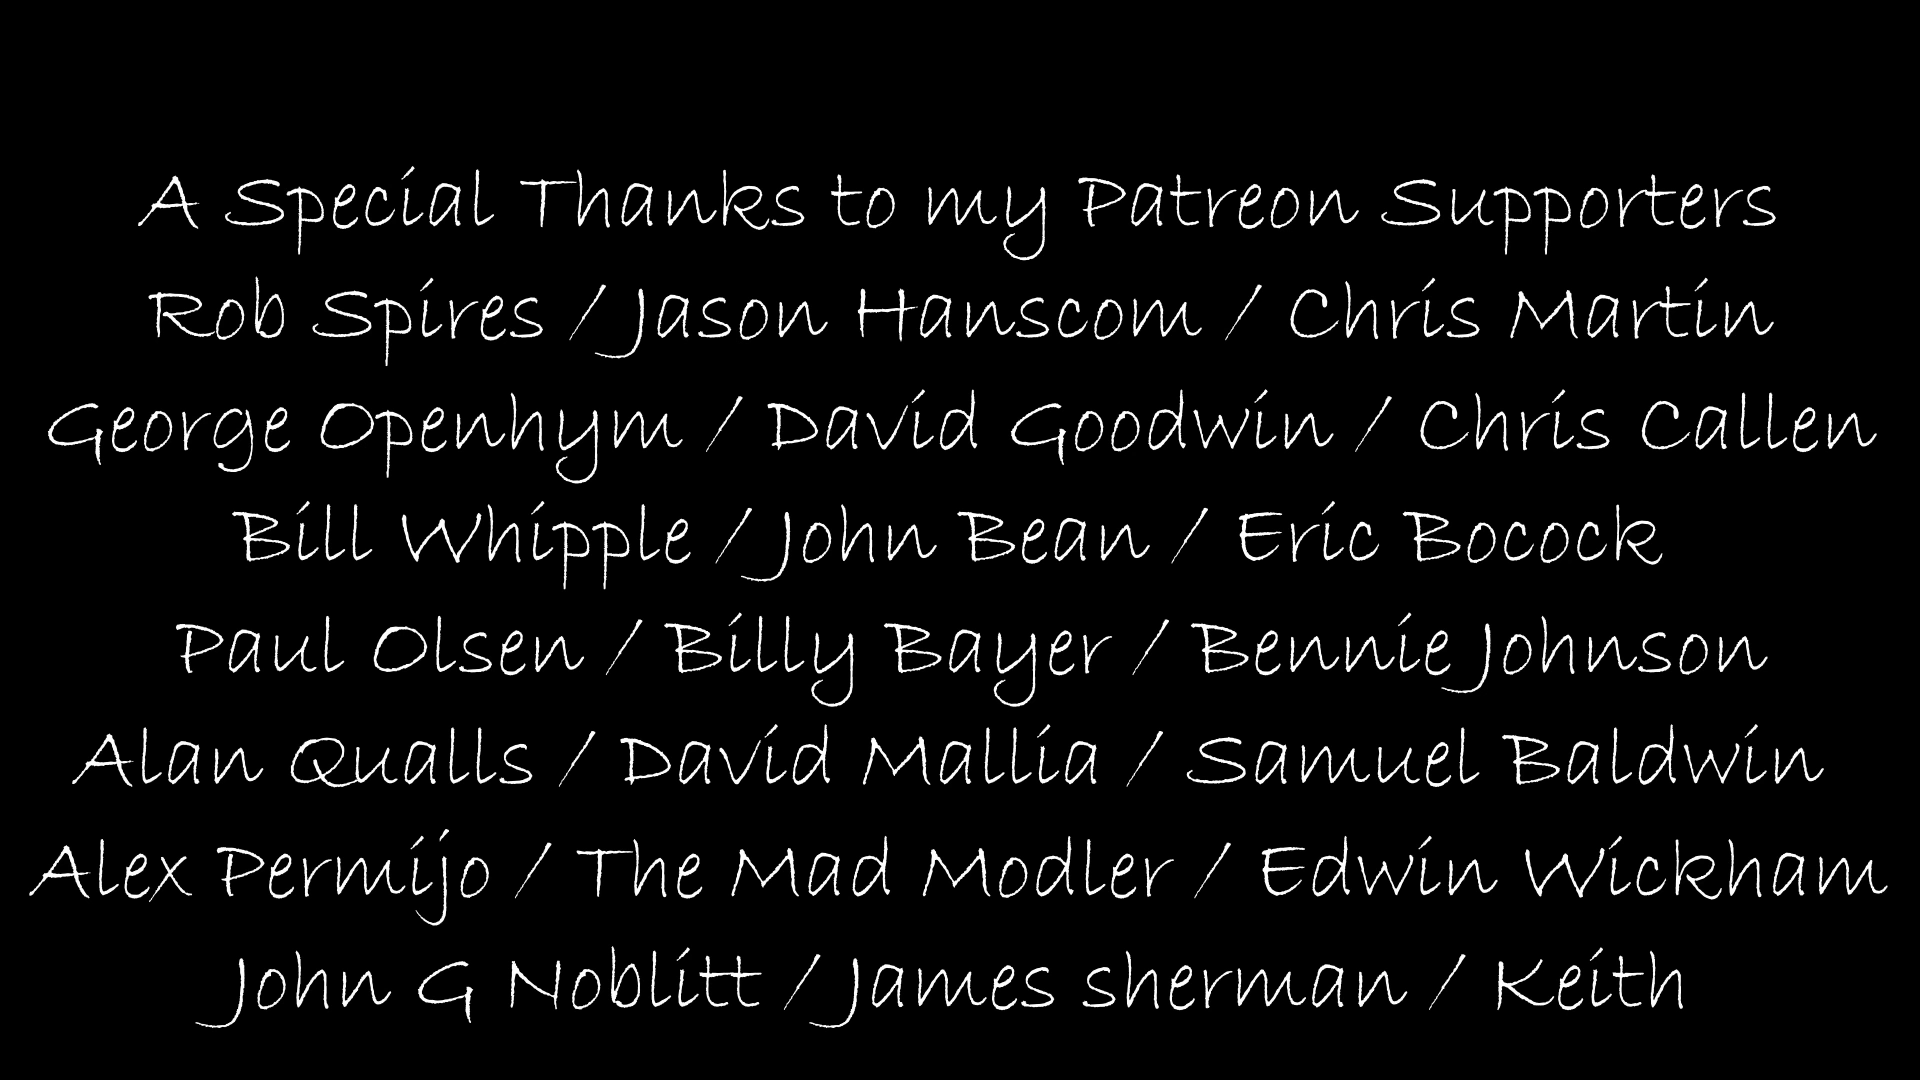 A Special Thanks to my Patreon Supporters
Rob Spires / Jason Hanscom / Chris Martin
George Openhym / David Goodwin / Chris Callen
Bill Whipple / John Bean / Eric Bocock
Paul Olsen / Billy Bayer / Bennie Johnson
Alan Qualls / David Mallia / Samuel Baldwin
Alex Permijo / The Mad Modler / Edwin Wickham
John G Noblitt / James sherman / Keith